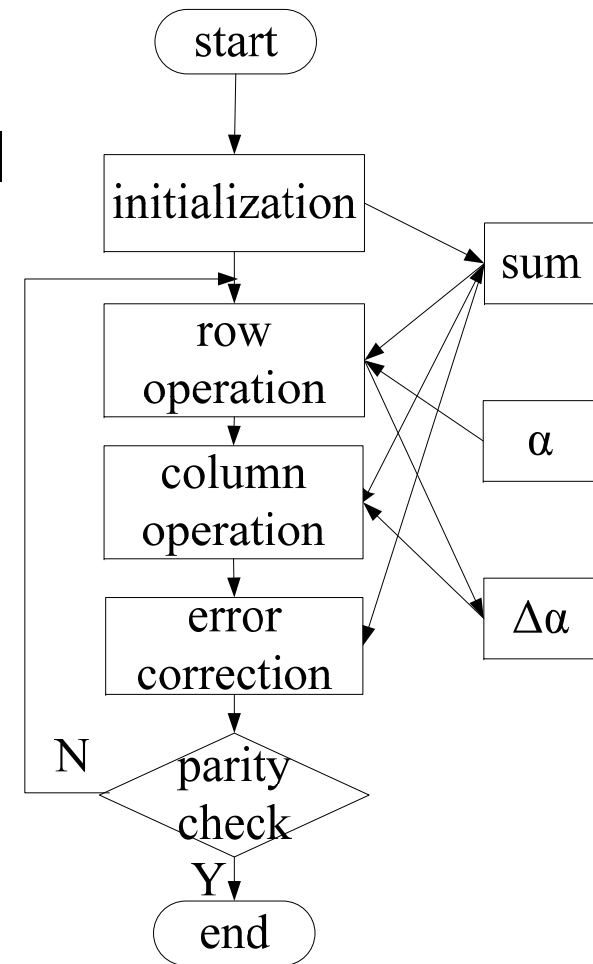 start
initialization
sum
row
operation
α
column
operation
Δα
error
correction
N
parity
check
Y
end